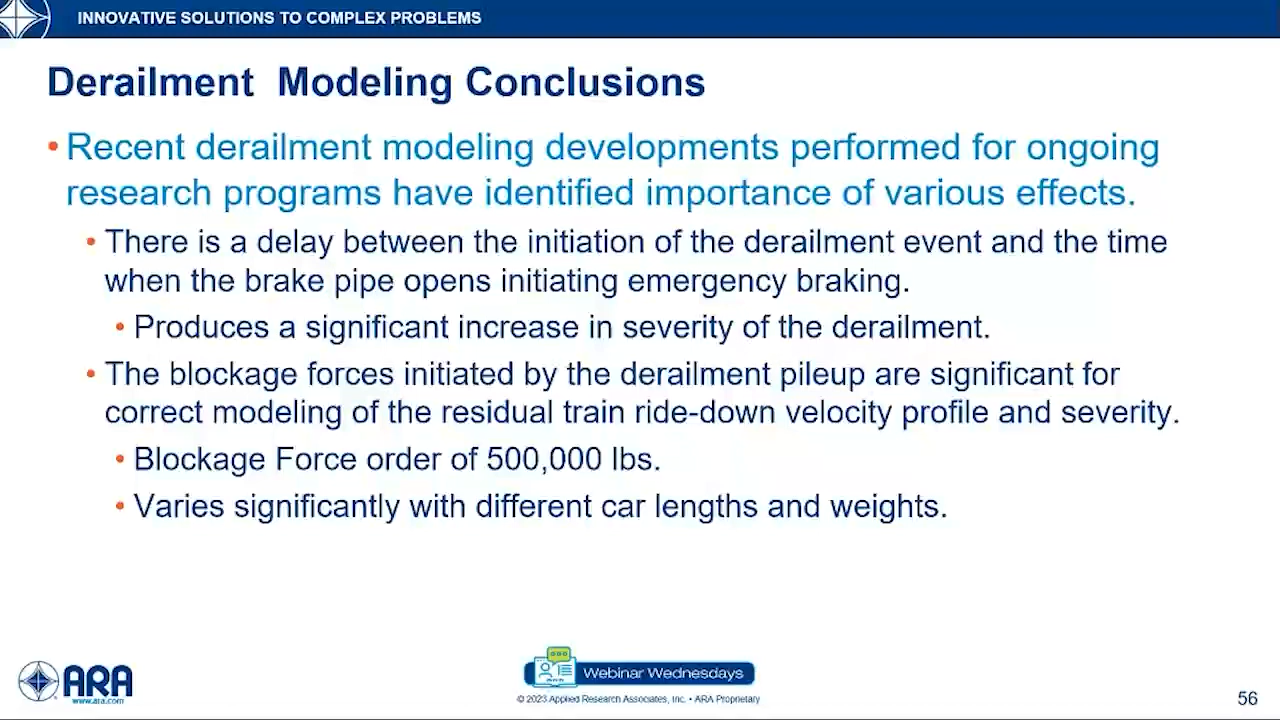 INNOVATIVE SOLUTIONS TO COMPLEX PROBLEMS
Derailment Modeling Conclusions
• Recent derailment modeling developments performed for ongoing
research programs have identified importance of various effects.
• There is a delay between the initiation of the derailment event and the time
when the brake pipe opens initiating emergency braking.
• Produces a significant increase in severity of the derailment.
• The blockage forces initiated by the derailment pileup are significant for
correct modeling of the residual train ride-down velocity profile and severity.
• Blockage Force order of 500,000 lbs.
• Varies significantly with different car lengths and weights.
ARA
www.ara.com
Webinar Wednesdays
© 2023 Applied Research Associates, Inc. • ARA Proprietary
56